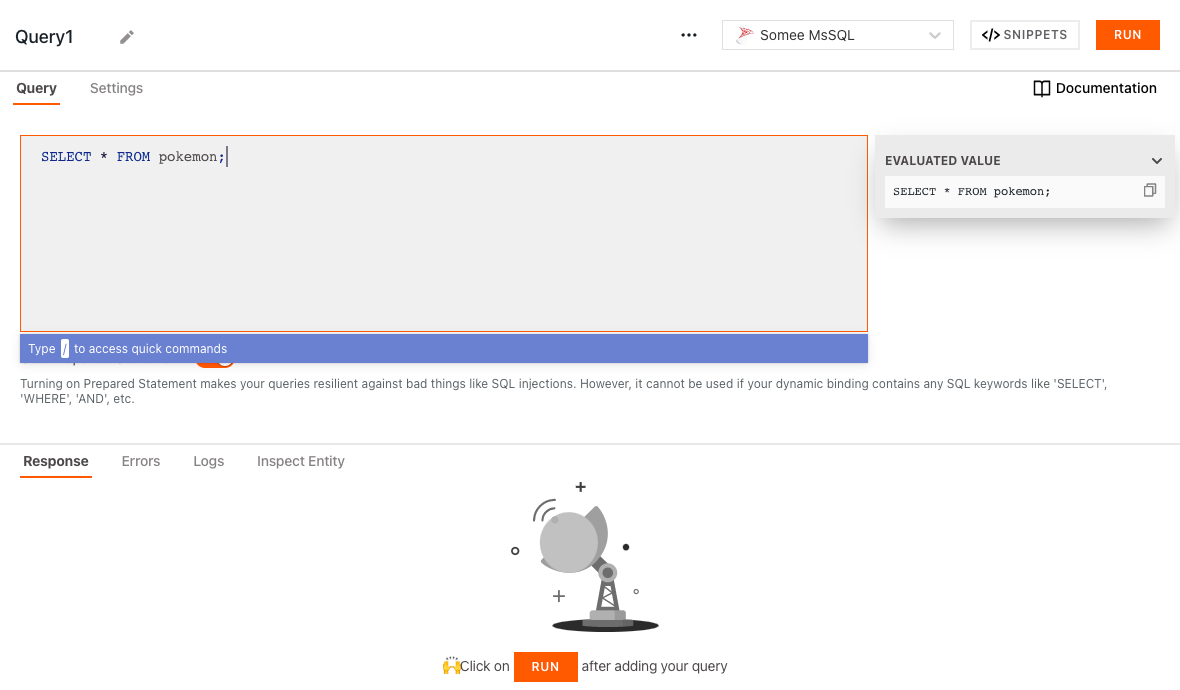 Query1
Somee MsSQL
</> SNIPPETS
RUN
Query
Settings
Documentation
SELECT * FROM pokemon;
EVALUATED VALUE
SELECT * FROM pokemon;
Type / to access quick commands
Turning on Prepared Statement makes your queries resilient against bad things like SQL injections. However, it cannot be used if your dynamic binding contains any SQL keywords like 'SELECT',
'WHERE', 'AND', etc.
Response
Errors
Logs
Inspect Entity
🙌Click on RUN after adding your query